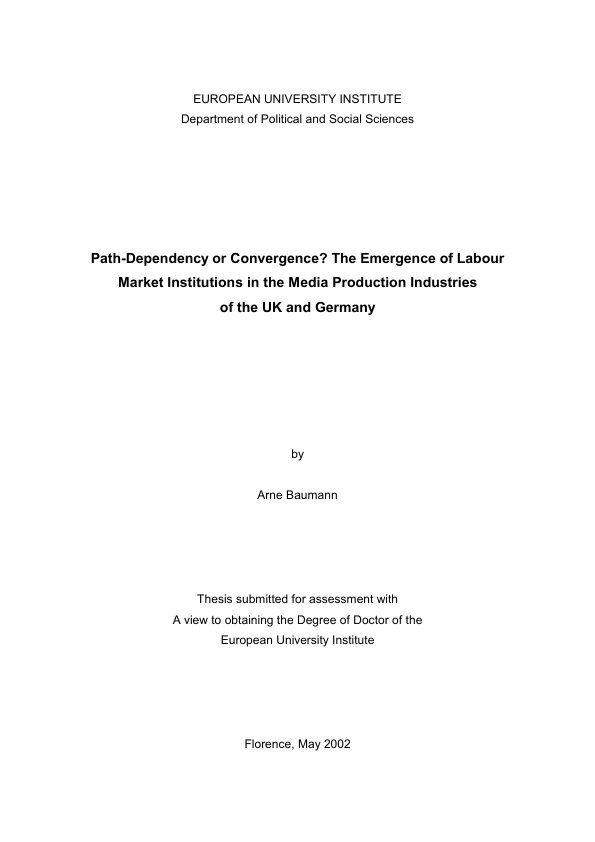 EUROPEAN UNIVERSITY INSTITUTE
Department of Political and Social Sciences
Path-Dependency or Convergence? The Emergence of Labour
Market Institutions in the Media Production Industries
of the UK and Germany
by
Arne Baumann
Thesis submitted for assessment with
A view to obtaining the Degree of Doctor of the
European University Institute
Florence, May 2002